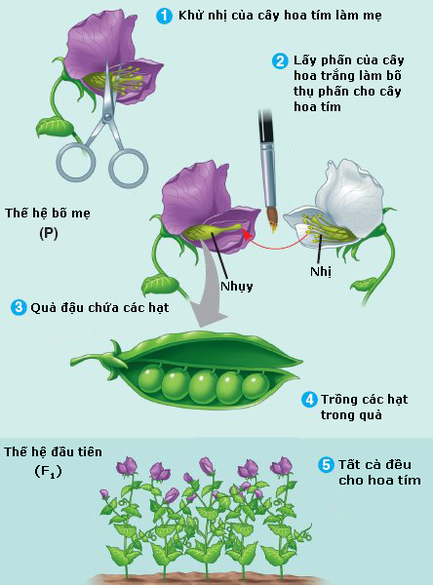 1 Khử nhị của cây hoa tím làm mẹ
2 Lấy phấn của cây
hoa trắng làm bố
thụ phấn cho cây
hoa tím
Thế hệ bố mẹ
(P)
Nhụy
Nhị
3 Quả đậu chứa các hạt
4 Trồng các hạt
trong quả
Thế hệ đầu tiên
(F₁)
5 Tất cả đều
cho hoa tím